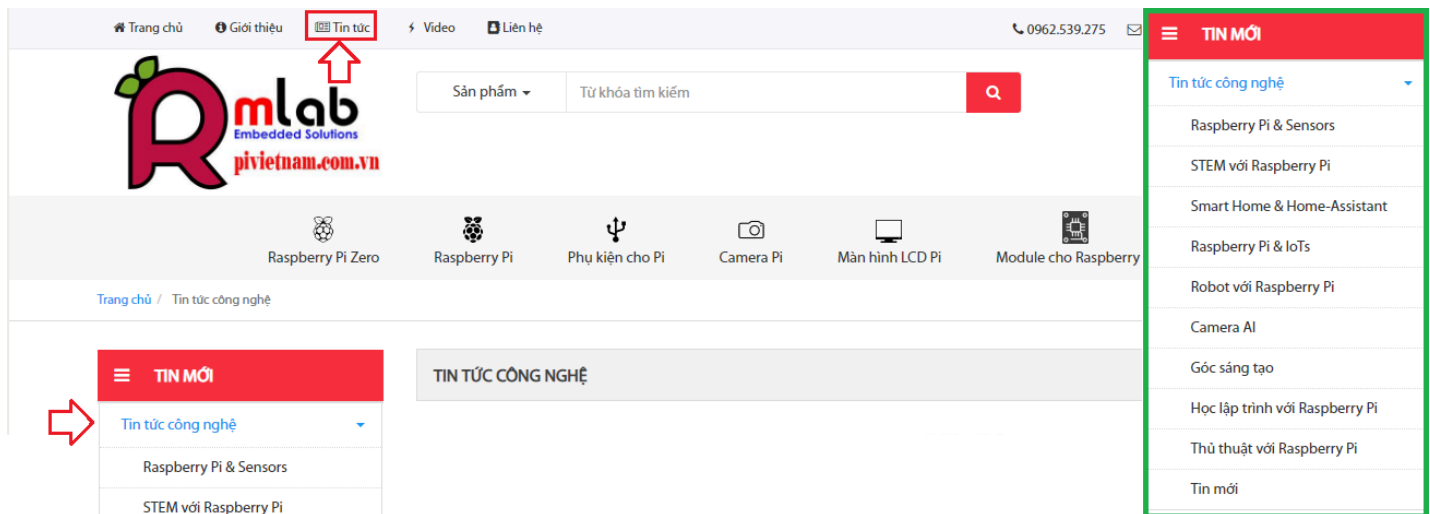 Trang chủ Giới thiệu Tin tức Video Liên hệ 0962.539.275
mlab
Embedded Solutions
pivietnam.com.vn
Sản phẩm Từ khóa tìm kiếm
Raspberry Pi Zero Raspberry Pi Phụ kiện cho Pi Camera Pi Màn hình LCD Pi Module cho Raspberry
Trang chủ / Tin tức công nghệ
TIN MỚI
Tin tức công nghệ
Raspberry Pi & Sensors
STEM với Raspberry Pi
TIN TỨC CÔNG NGHỆ
TIN MỚI
Tin tức công nghệ
Raspberry Pi & Sensors
STEM với Raspberry Pi
Smart Home & Home-Assistant
Raspberry Pi & IoTs
Robot với Raspberry Pi
Camera AI
Góc sáng tạo
Học lập trình với Raspberry Pi
Thủ thuật với Raspberry Pi
Tin mới